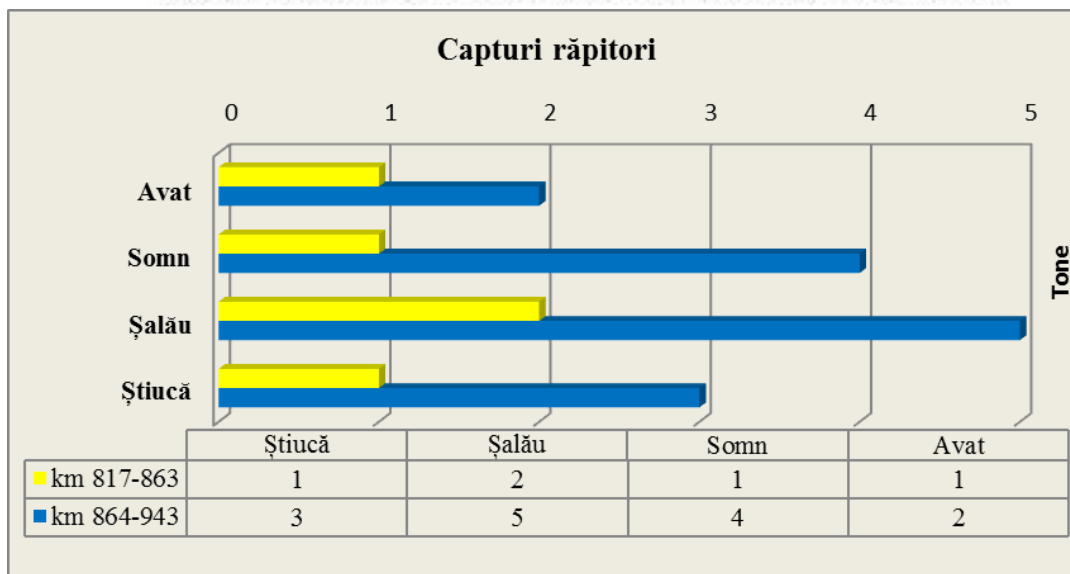 Capturi răpitori
0 1 2 3 4 5
Avat
Somn
Șalău
Știucă
Tone
Știucă Șalău Somn Avat
km 817-863 1 2 1 1
km 864-943 3 5 4 2